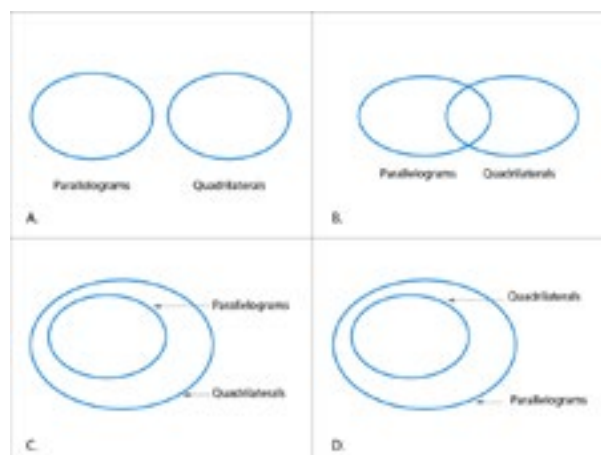 Parallelograms Quadrilaterals
A.
Parallelograms Quadrilaterals
B.
Parallelograms
Quadrilaterals
C.
Quadrilaterals
Parallelograms
D.